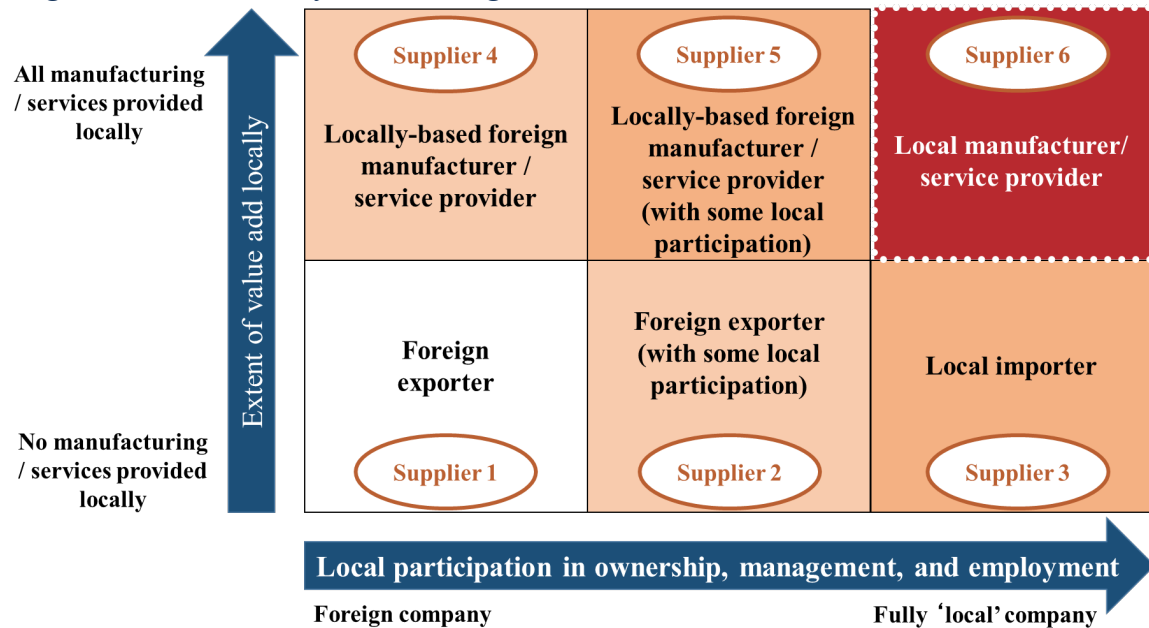 All manufacturing
/ services provided
locally
No manufacturing
/ services provided
locally
Extent of value add locally
Supplier 4
Locally-based foreign
manufacturer /
service provider
Supplier 5
Locally-based foreign
manufacturer /
service provider
(with some local
participation)
Supplier 6
Local manufacturer/
service provider
Foreign
exporter
Supplier 1
Foreign exporter
(with some local
participation)
Supplier 2
Local importer
Supplier 3
Local participation in ownership, management, and employment
Foreign company
Fully ‘local’ company